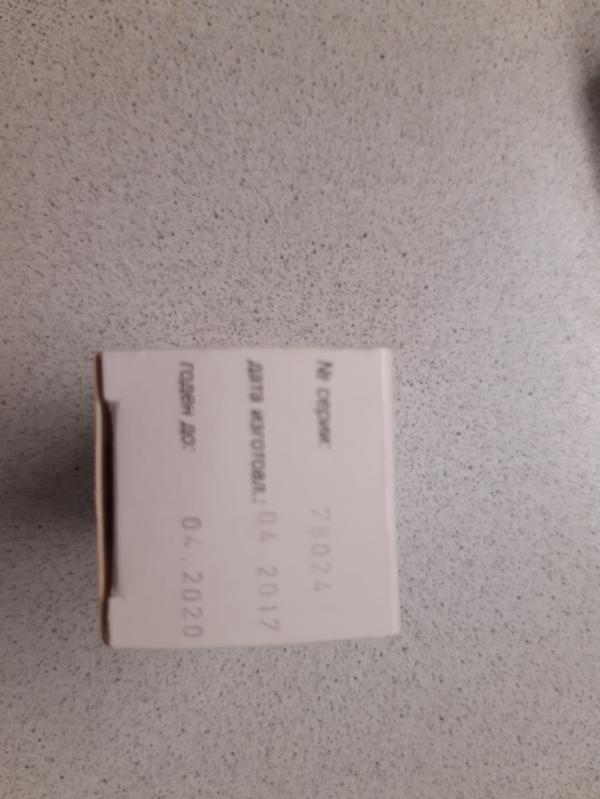 № серии: 78024
дата изготовл.: 04.2017
годен до: 04.2020